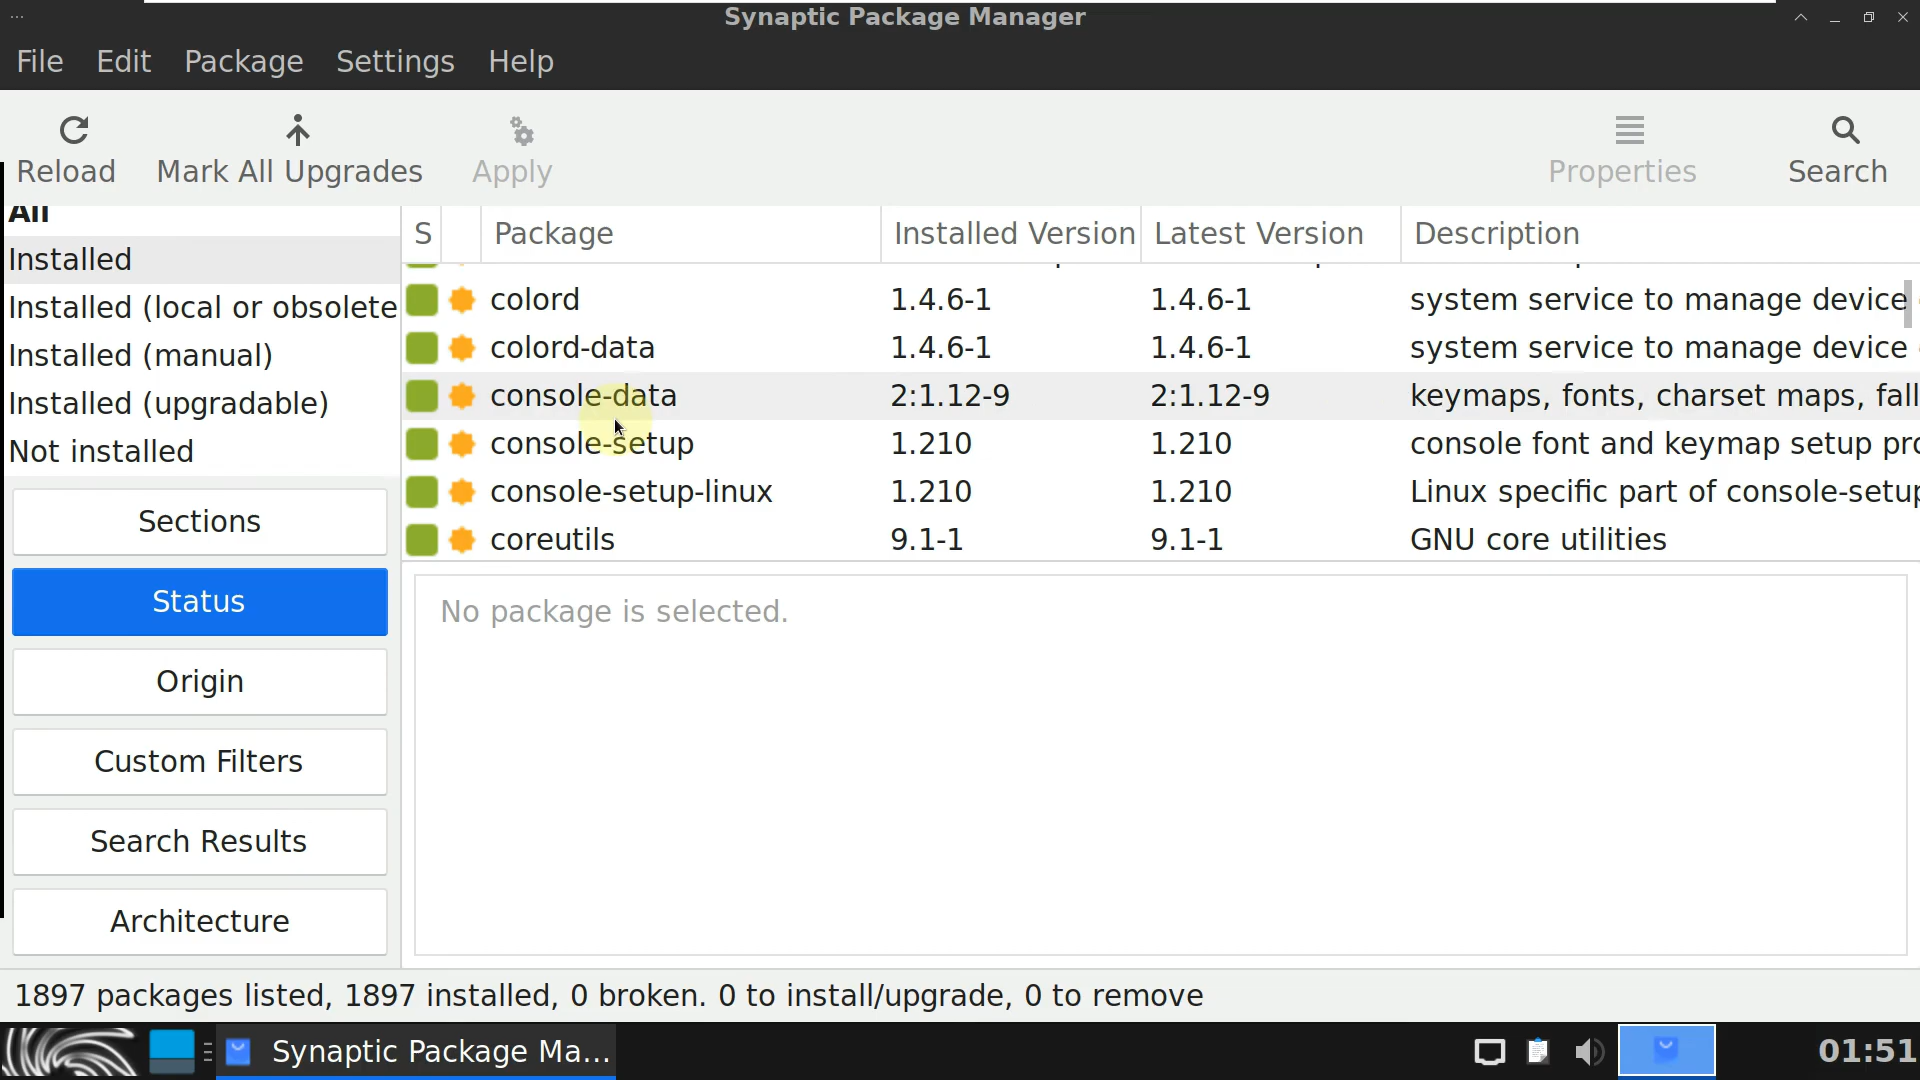 Synaptic Package Manager
File Edit Package Settings Help
Reload Mark All Upgrades Apply Properties Search
All
Installed
Installed (local or obsolete
Installed (manual)
Installed (upgradable)
Not installed
Sections
Status
Origin
Custom Filters
Search Results
Architecture
S Package Installed Version Latest Version Description
colord 1.4.6-1 1.4.6-1 system service to manage device
colord-data 1.4.6-1 1.4.6-1 system service to manage device
console-data 2:1.12-9 2:1.12-9 keymaps, fonts, charset maps, fall
console-setup 1.210 1.210 console font and keymap setup pro
console-setup-linux 1.210 1.210 Linux specific part of console-setup
coreutils 9.1-1 9.1-1 GNU core utilities
No package is selected.
1897 packages listed, 1897 installed, 0 broken. 0 to install/upgrade, 0 to remove
Synaptic Package Ma... 01:51